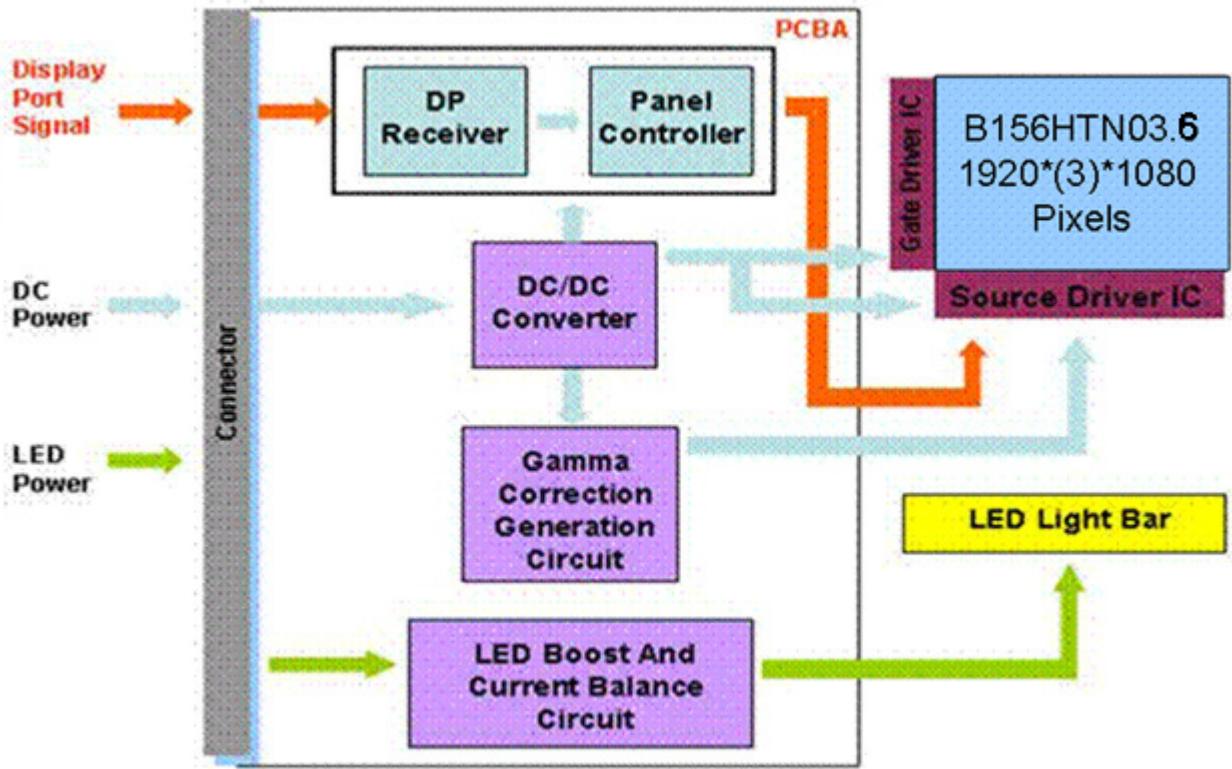 PCBA
Display
Port
Signal
DP
Receiver
Panel
Controller
Gate Driver IC
B156HTN03.6
1920*(3)*1080
Pixels
Source Driver IC
DC
Power
DC/DC
Converter
Connector
LED
Power
Gamma
Correction
Generation
Circuit
LED Light Bar
LED Boost And
Current Balance
Circuit